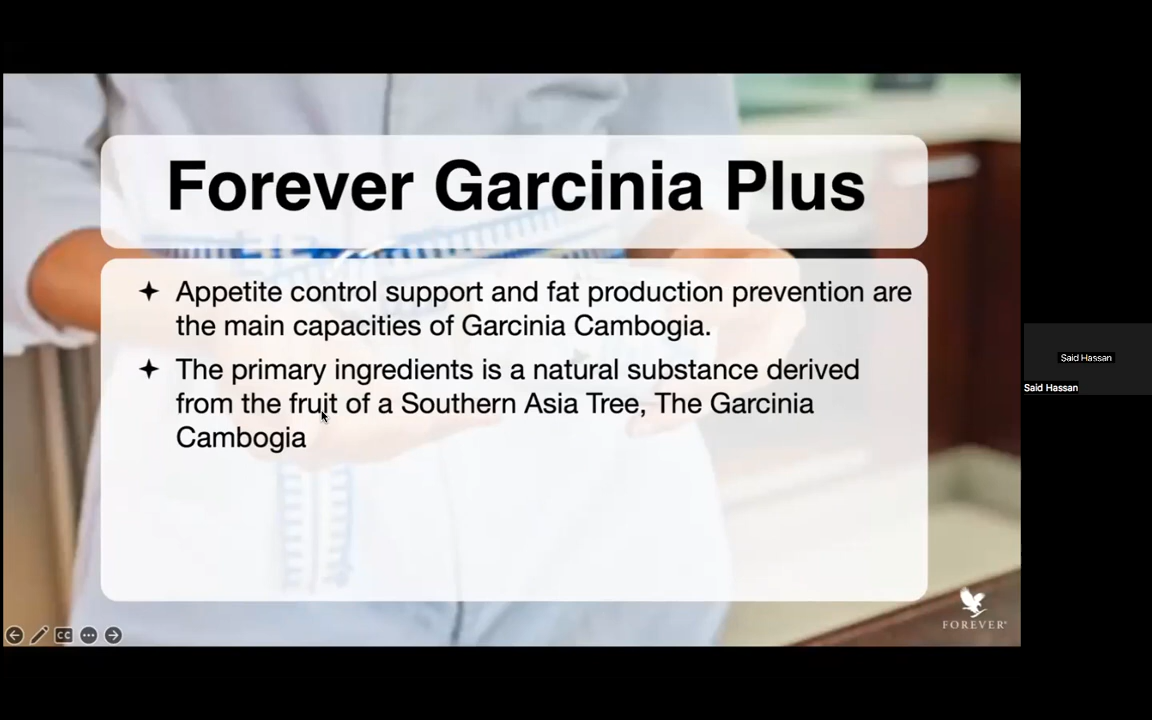 Forever Garcinia Plus
Appetite control support and fat production prevention are
the main capacities of Garcinia Cambogia.
The primary ingredients is a natural substance derived
from the fruit of a Southern Asia Tree, The Garcinia
Cambogia
Said Hassan
Said Hassan
FOREVER®
CC